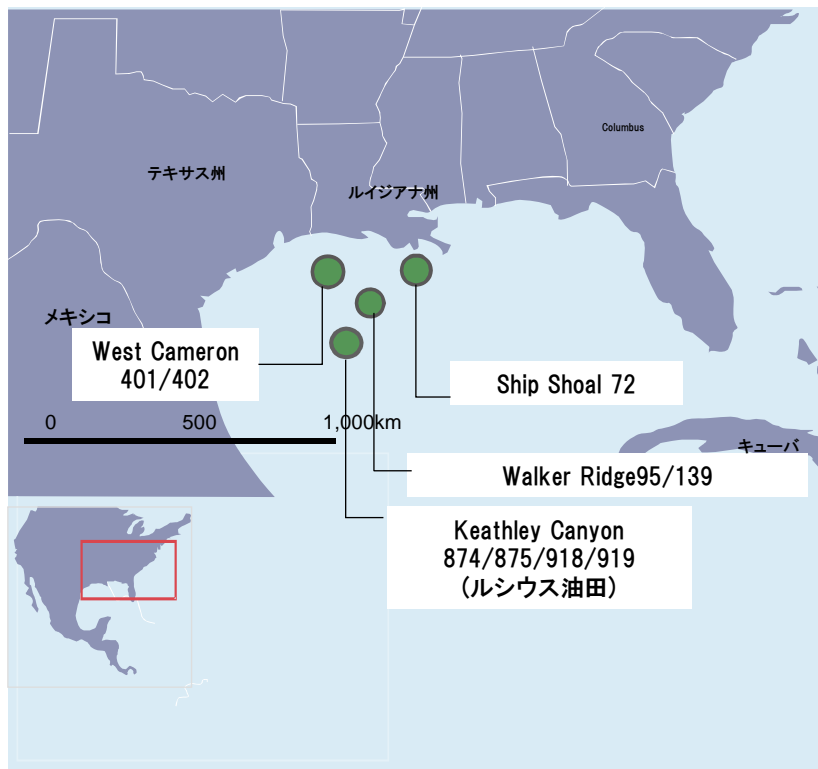 Columbus
テキサス州
ルイジアナ州
メキシコ
West Cameron
401/402
Ship Shoal 72
0 500 1,000km
キューバ
Walker Ridge95/139
Keathley Canyon
874/875/918/919
(ルシウス油田)